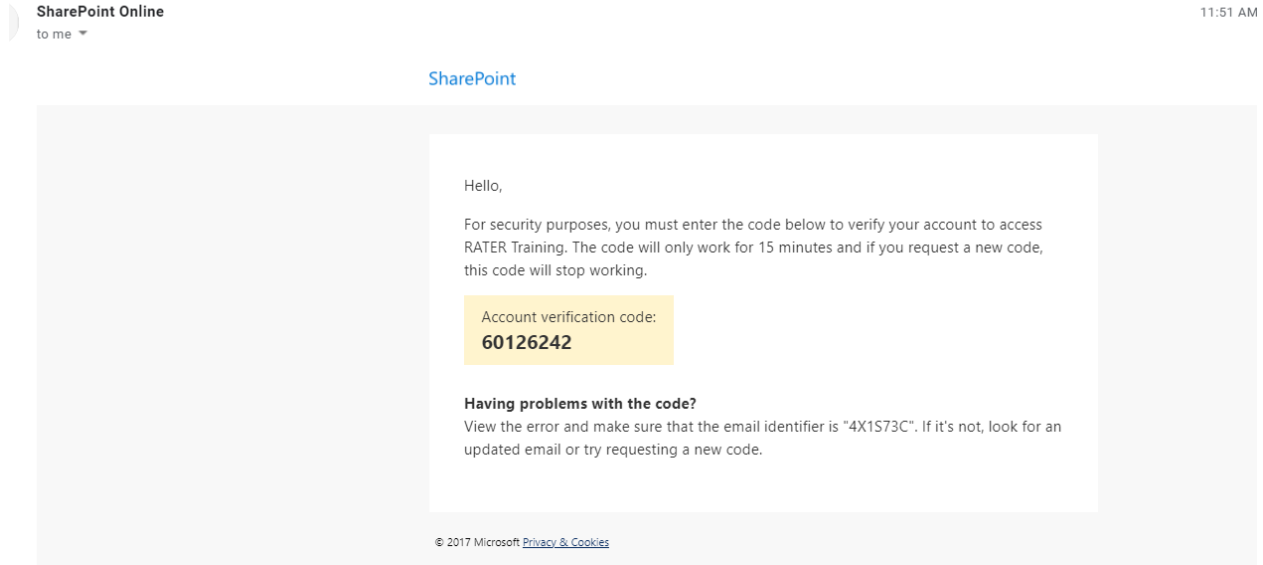 SharePoint Online
11:51 AM
to me
SharePoint
Hello,
For security purposes, you must enter the code below to verify your account to access
RATER Training. The code will only work for 15 minutes and if you request a new code,
this code will stop working.
Account verification code:
60126242
Having problems with the code?
View the error and make sure that the email identifier is "4X1S73C". If it's not, look for an
updated email or try requesting a new code.
© 2017 Microsoft Privacy & Cookies